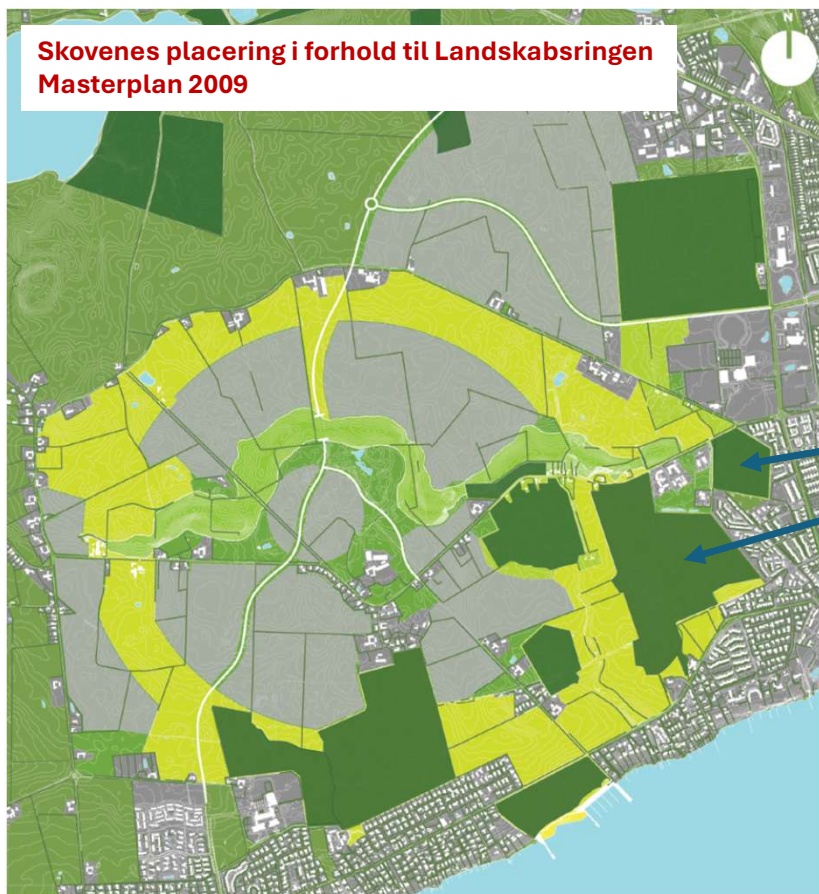 Skovenes placering i forhold til Landskabsringen
Masterplan 2009
N